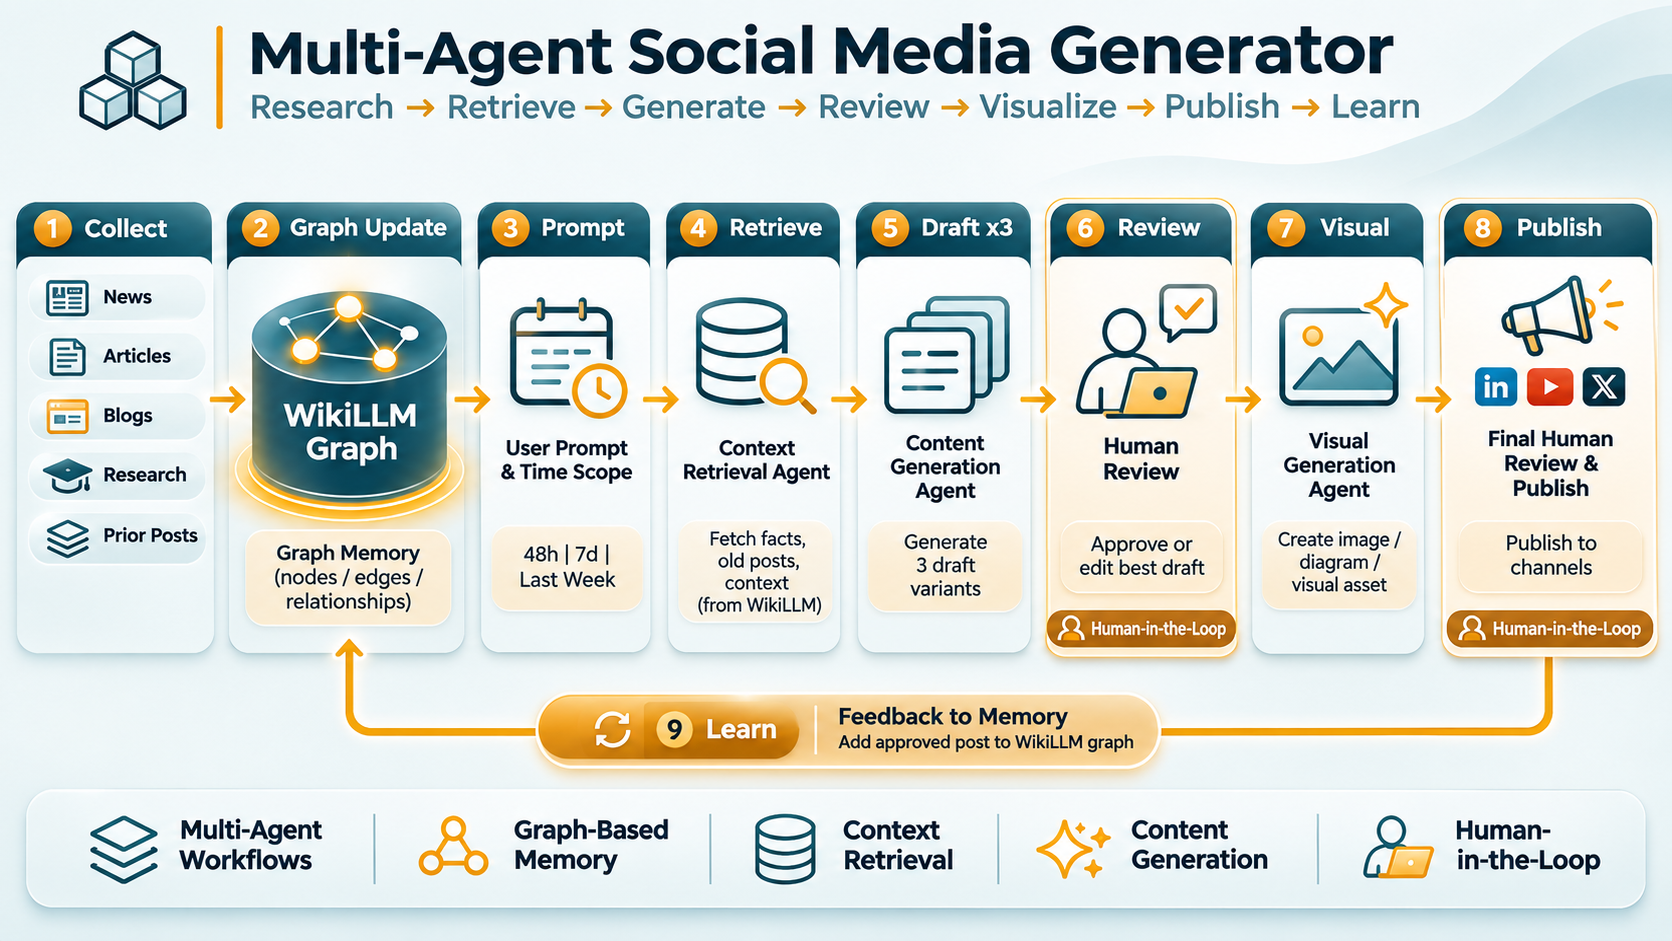 Multi-Agent Social Media Generator
Research → Retrieve → Generate → Review → Visualize → Publish → Learn
1 Collect
News
Articles
Blogs
Research
Prior Posts
2 Graph Update
WikiLLM
Graph
Graph Memory
(nodes / edges /
relationships)
3 Prompt
User Prompt
& Time Scope
48h | 7d |
Last Week
4 Retrieve
Context
Retrieval Agent
Fetch facts,
old posts,
context
(from WikiLLM)
5 Draft x3
Content
Generation
Agent
Generate
3 draft
variants
6 Review
Human
Review
Approve or
edit best draft
Human-in-the-Loop
7 Visual
Visual
Generation
Agent
Create image /
diagram /
visual asset
8 Publish
in
X
Final Human
Review &
Publish
Publish to
channels
Human-in-the-Loop
9 Learn
Feedback to Memory
Add approved post to WikiLLM graph
Multi-Agent
Workflows
Graph-Based
Memory
Context
Retrieval
Content
Generation
Human-
in-the-Loop